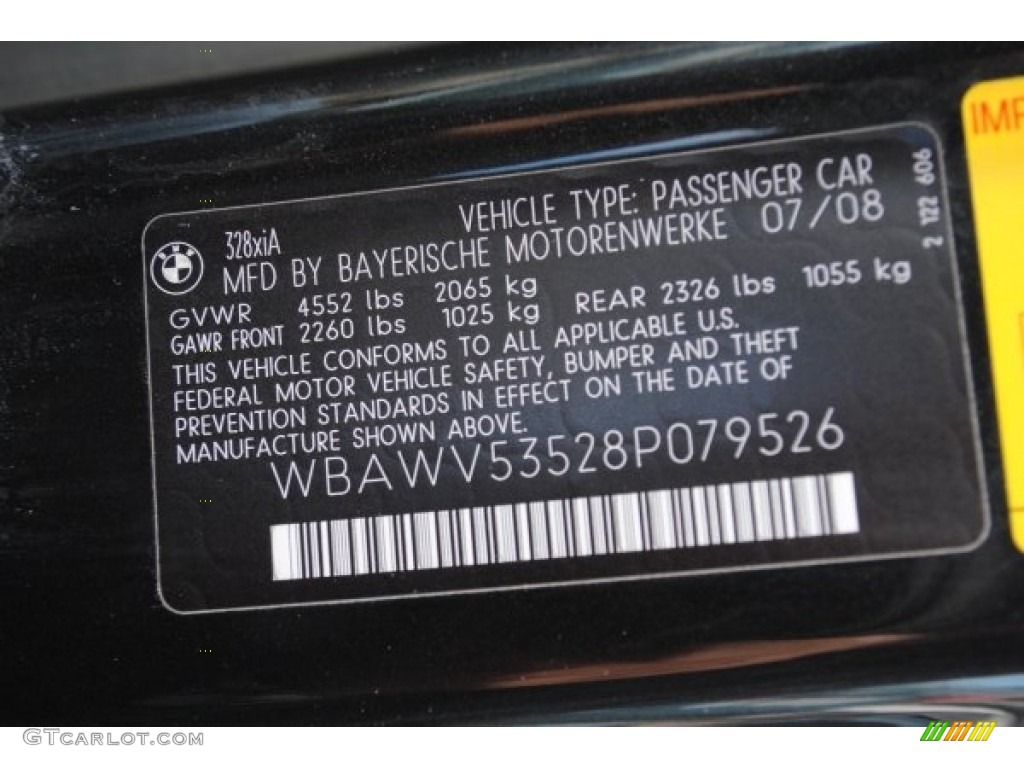 IMP
2 122 606
328xiA
VEHICLE TYPE: PASSENGER CAR
MFD BY BAYERISCHE MOTORENWERKE 07/08
GVWR 4552 lbs 2065 kg
GAWR FRONT 2260 lbs 1025 kg REAR 2326 lbs 1055 kg
THIS VEHICLE CONFORMS TO ALL APPLICABLE U.S.
FEDERAL MOTOR VEHICLE SAFETY, BUMPER AND THEFT
PREVENTION STANDARDS IN EFFECT ON THE DATE OF
MANUFACTURE SHOWN ABOVE.
WBAWV53528P079526
GTCarlot.com